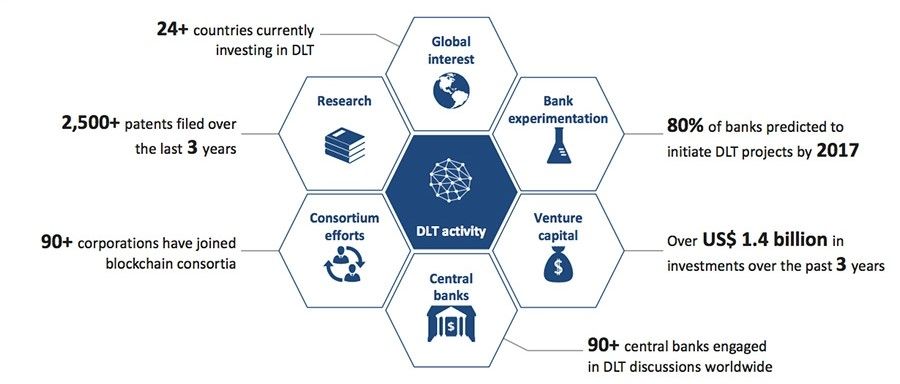 24+ countries currently
investing in DLT
Global
interest
Research
2,500+ patents filed over
the last 3 years
Bank
experimentation
80% of banks predicted to
initiate DLT projects by 2017
DLT activity
Consortium
efforts
90+ corporations have joined
blockchain consortia
Venture
capital
$
Over US$ 1.4 billion in
investments over the past 3 years
Central
banks
$
90+ central banks engaged
in DLT discussions worldwide